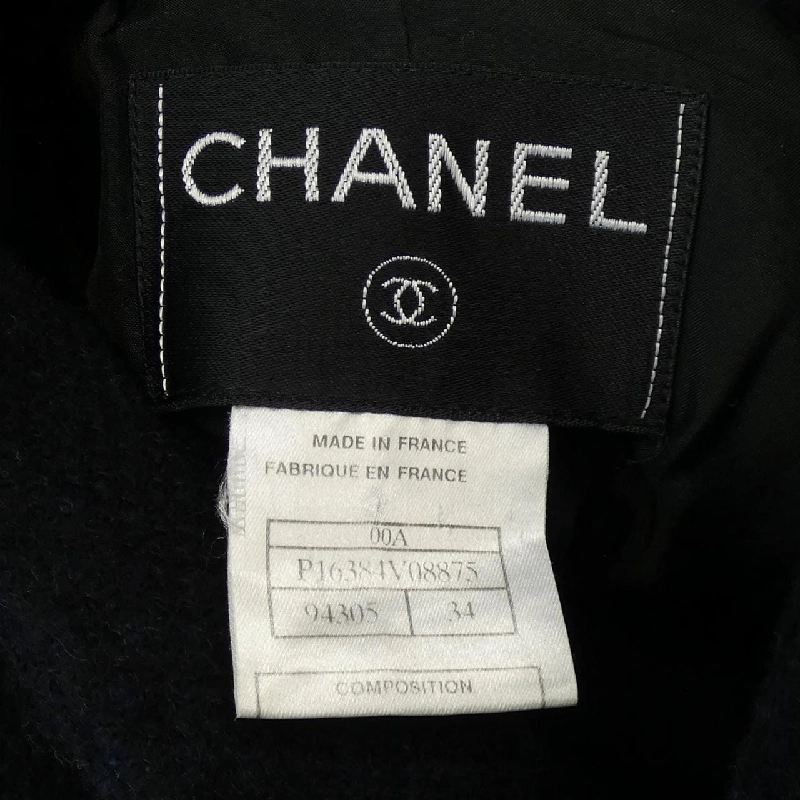 CHANEL
MADE IN FRANCE
FABRIQUE EN FRANCE
00A
P16384V08875
94305 34
COMPOSITION